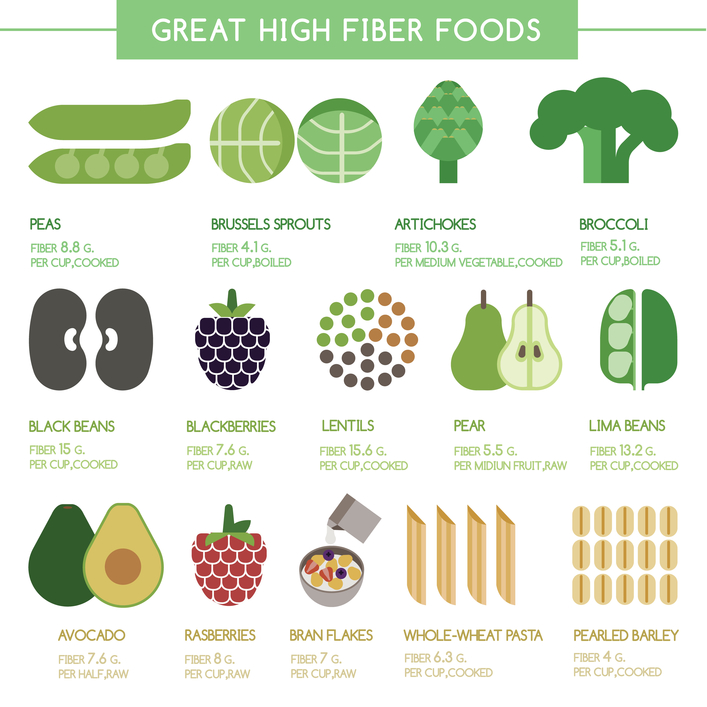 GREAT HIGH FIBER FOODS
PEAS
FIBER 8.8 G.
PER CUP,COOKED
BRUSSELS SPROUTS
FIBER 4.1 G.
PER CUP,BOILED
ARTICHOKES
FIBER 10.3 G.
PER MEDIUM VEGETABLE,COOKED
BROCCOLI
FIBER 5.1 G.
PER CUP,BOILED
BLACK BEANS
FIBER 15 G.
PER CUP,COOKED
BLACKBERRIES
FIBER 7.6 G.
PER CUP,RAW
LENTILS
FIBER 15.6 G.
PER CUP,COOKED
PEAR
FIBER 5.5 G.
PER MIDIUN FRUIT,RAW
LIMA BEANS
FIBER 13.2 G.
PER CUP,COOKED
AVOCADO
FIBER 7.6 G.
PER HALF,RAW
RASBERRIES
FIBER 8 G.
PER CUP,RAW
BRAN FLAKES
FIBER 7 G.
PER CUP,RAW
WHOLE-WHEAT PASTA
FIBER 6.3 G.
PER CUP,COOKED
PEARLED BARLEY
FIBER 4 G.
PER CUP,COOKED